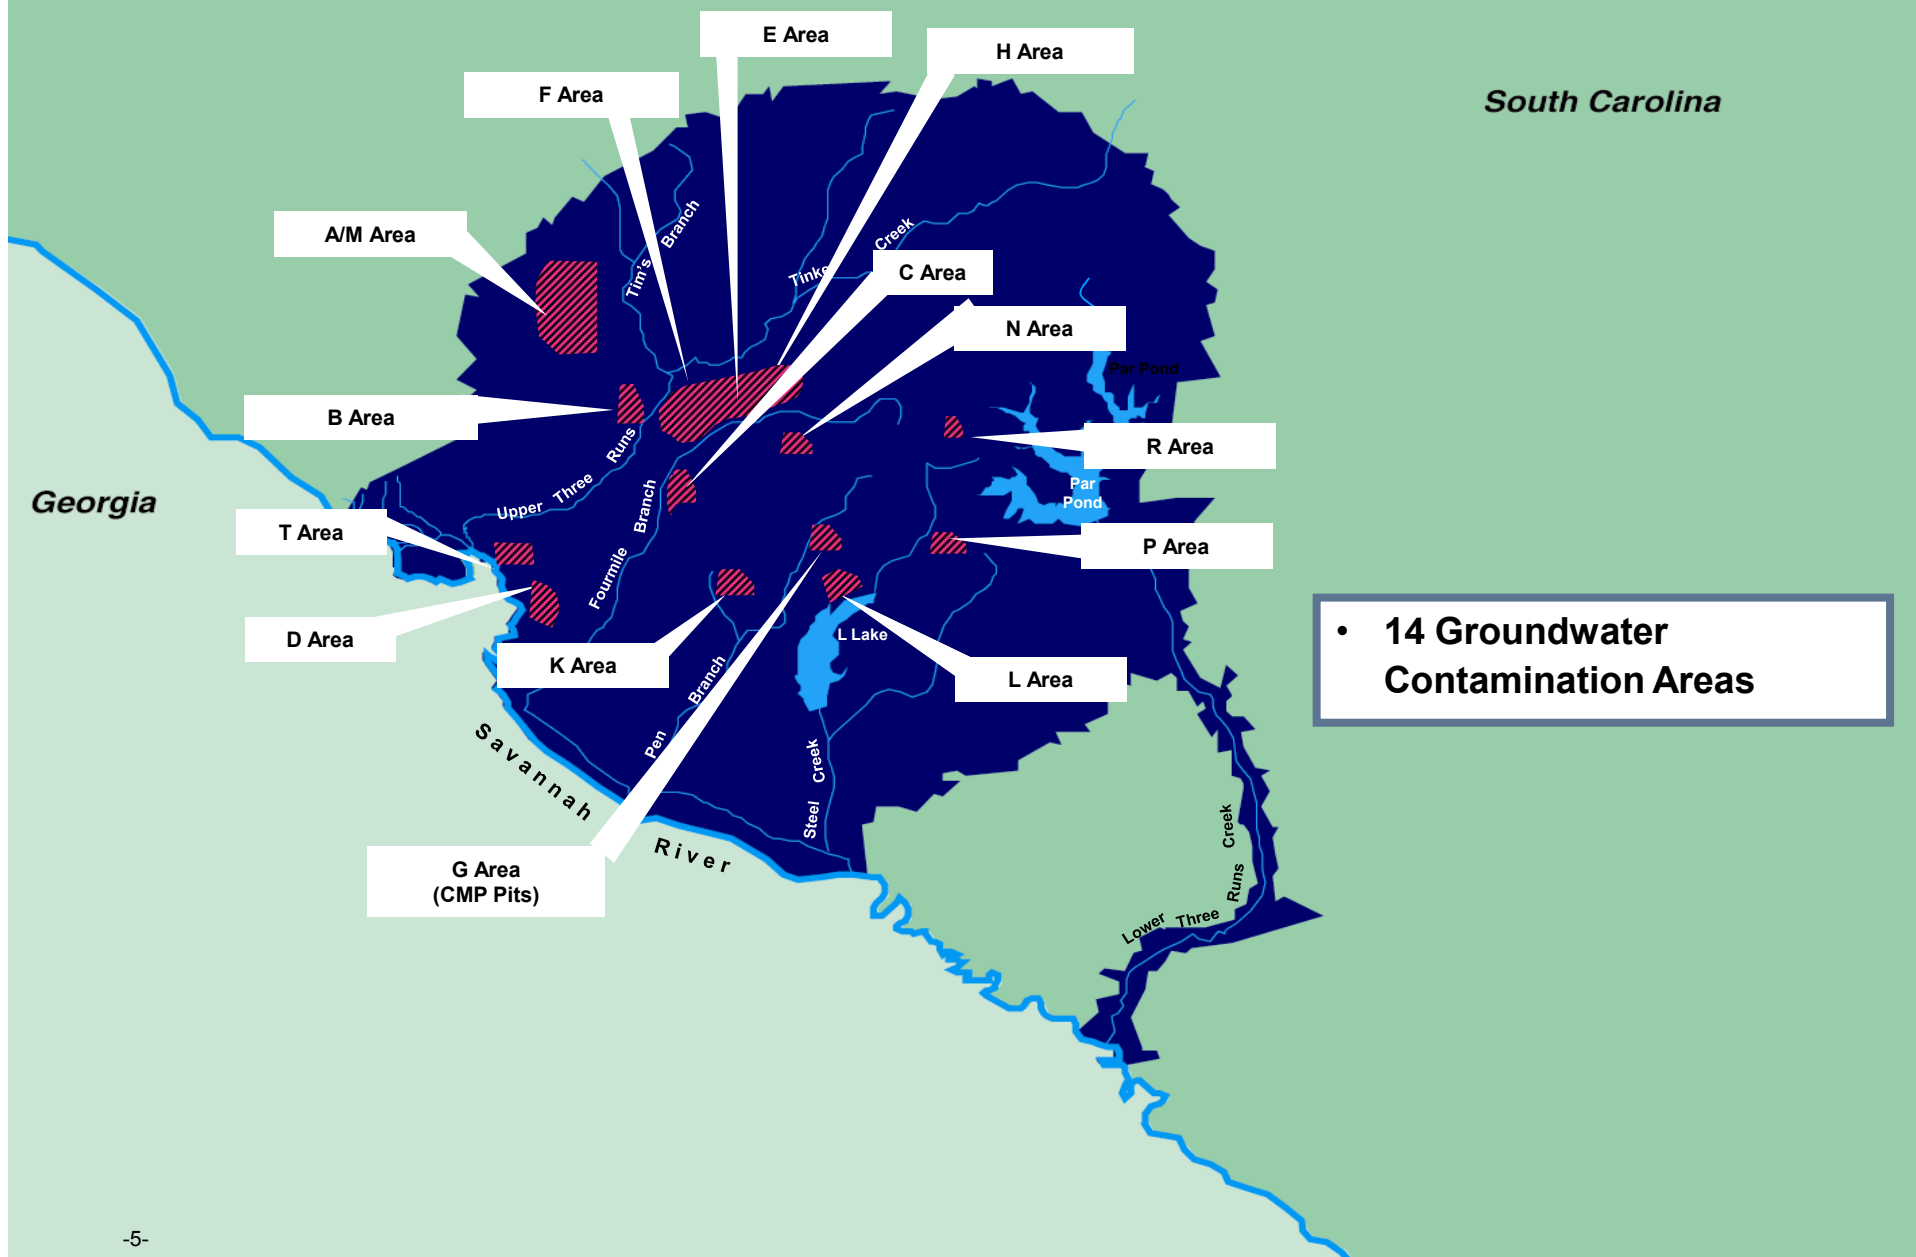 E Area
H Area
F Area
South Carolina
A/M Area
Tim's Branch
Tinke
Creek
C Area
N Area
Par Pond
B Area
R Area
Upper Three Runs
Georgia
Fourmile Branch
Par
Pond
T Area
P Area
D Area
K Area
L Lake
L Area
• 14 Groundwater
Contamination Areas
Pen Branch
Steel Creek
Savannah River
G Area
(CMP Pits)
Lower Three Runs Creek
-5-